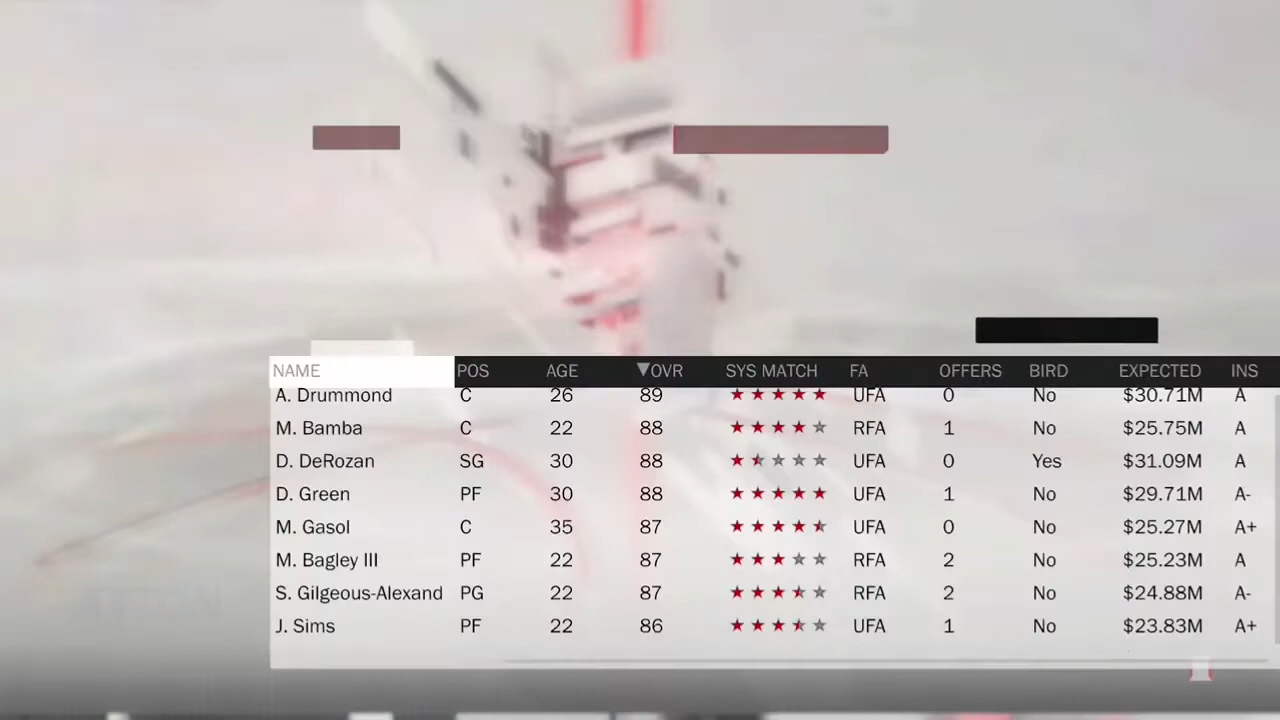 NAME POS AGE ▼OVR SYS MATCH FA OFFERS BIRD EXPECTED INS
A. Drummond C 26 89 UFA 0 No $30.71M A
M. Bamba C 22 88 RFA 1 No $25.75M A
D. DeRozan SG 30 88 UFA 0 Yes $31.09M A
D. Green PF 30 88 UFA 1 No $29.71M A-
M. Gasol C 35 87 UFA 0 No $25.27M A+
M. Bagley III PF 22 87 RFA 2 No $25.23M A
S. Gilgeous-Alexand PG 22 87 RFA 2 No $24.88M A-
J. Sims PF 22 86 UFA 1 No $23.83M A+